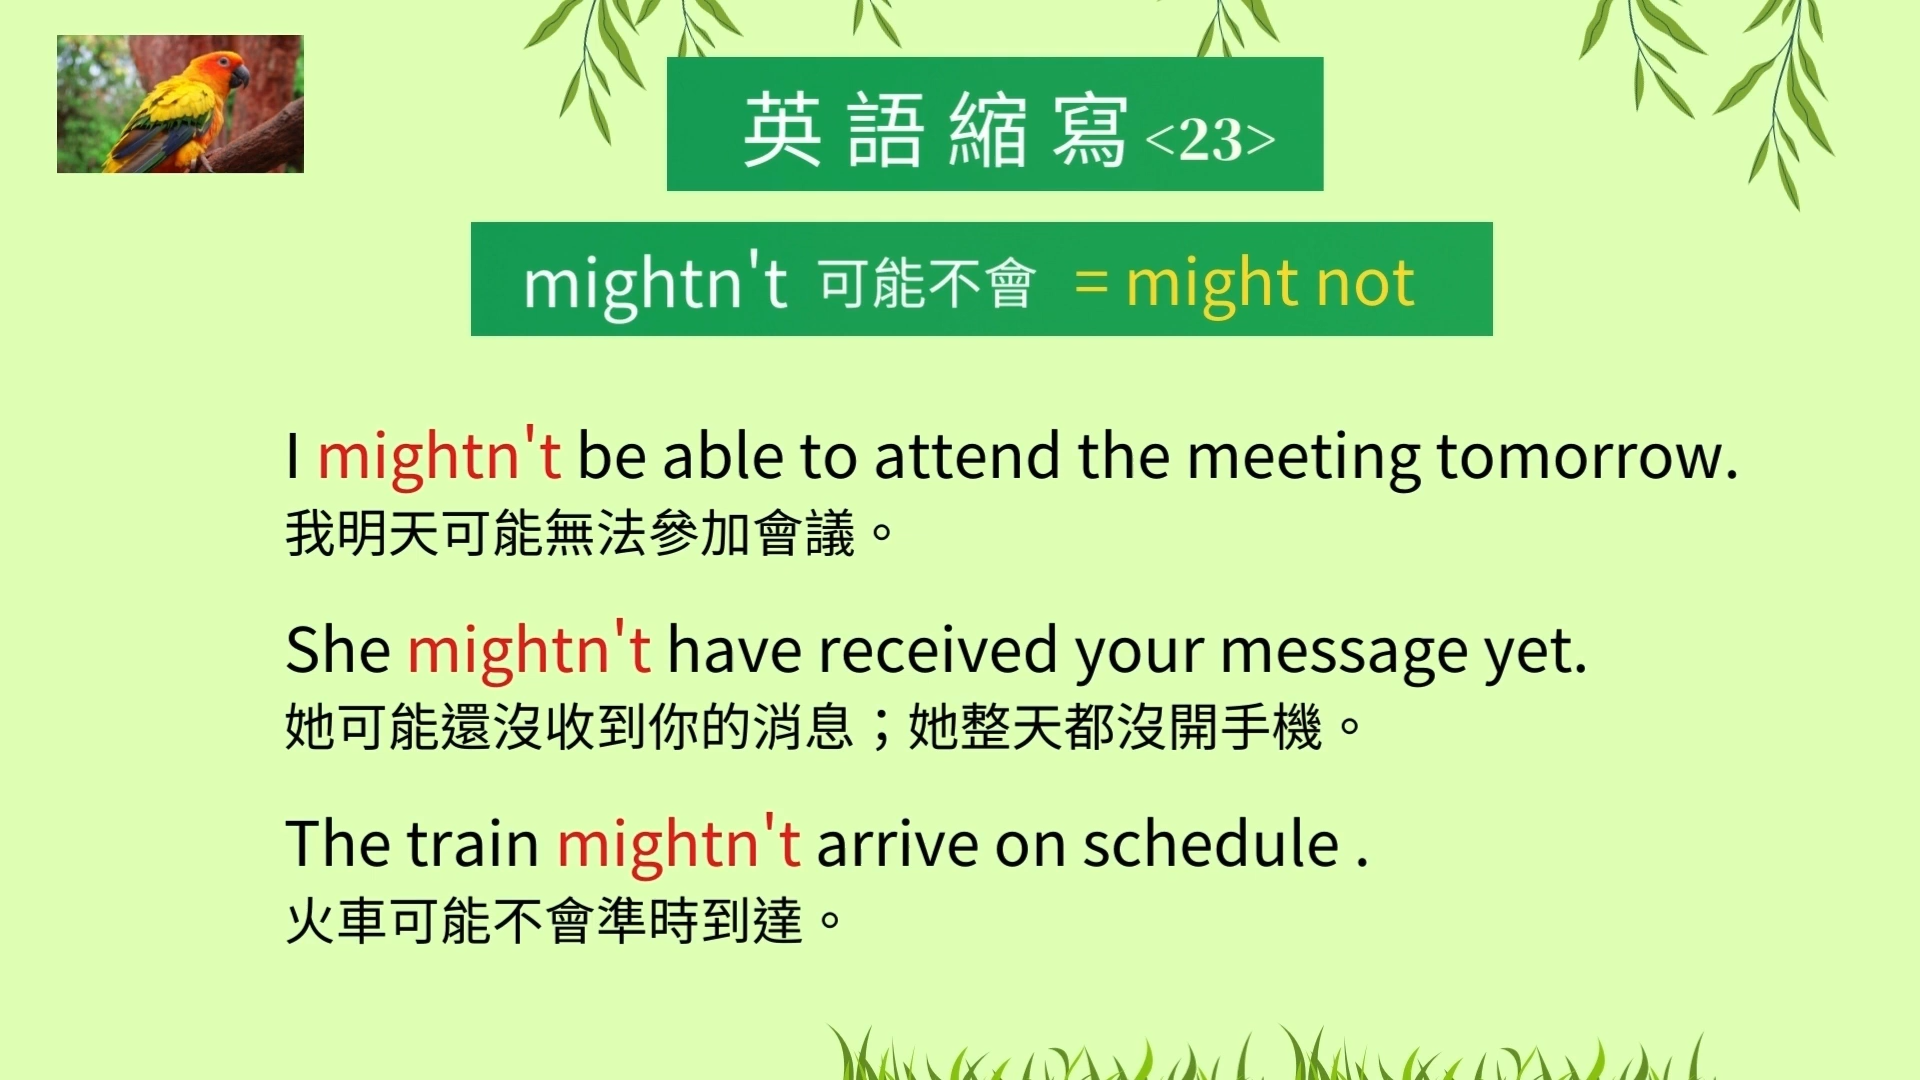 英語縮寫<23>
mightn't 可能不會 = might not
I mightn't be able to attend the meeting tomorrow.
我明天可能無法參加會議。
She mightn't have received your message yet.
她可能還沒收到你的消息；她整天都沒開手機。
The train mightn't arrive on schedule .
火車可能不會準時到達。